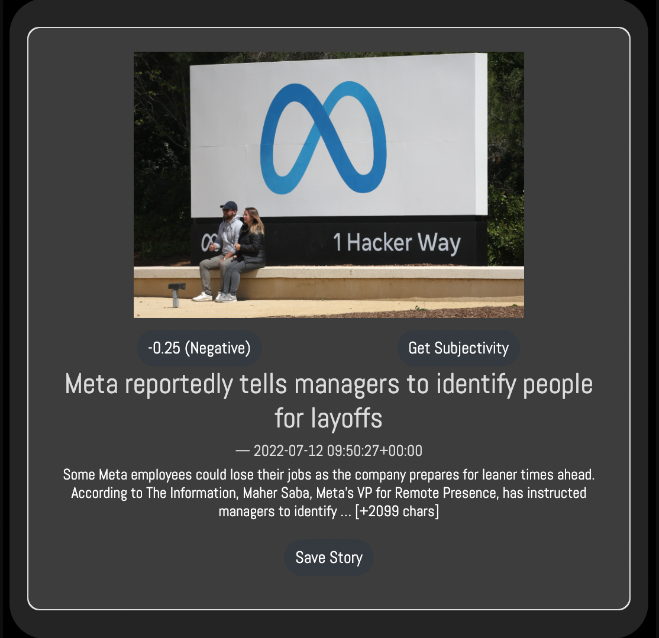 1 Hacker Way
-0.25 (Negative)
Get Subjectivity
Meta reportedly tells managers to identify people
for layoffs
— 2022-07-12 09:50:27+00:00
Some Meta employees could lose their jobs as the company prepares for leaner times ahead.
According to The Information, Maher Saba, Meta's VP for Remote Presence, has instructed
managers to identify … [+2099 chars]
Save Story